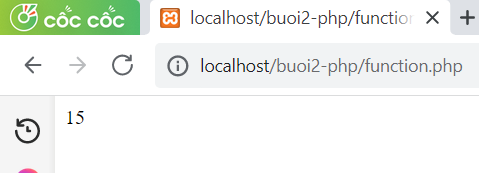 cốc cốc
localhost/buoi2-php/function
localhost/buoi2-php/function.php
15